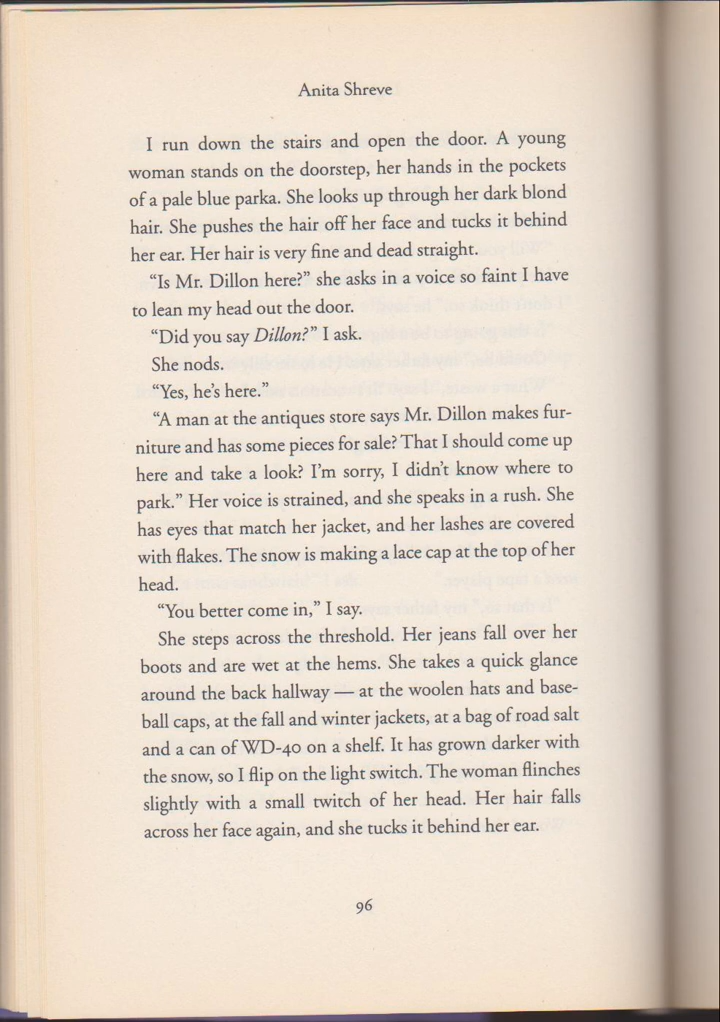 Anita Shreve
I run down the stairs and open the door. A young
woman stands on the doorstep, her hands in the pockets
of a pale blue parka. She looks up through her dark blond
hair. She pushes the hair off her face and tucks it behind
her ear. Her hair is very fine and dead straight.
“Is Mr. Dillon here?” she asks in a voice so faint I have
to lean my head out the door.
“Did you say Dillon?” I ask.
She nods.
“Yes, he’s here.”
“A man at the antiques store says Mr. Dillon makes fur-
niture and has some pieces for sale? That I should come up
here and take a look? I’m sorry, I didn’t know where to
park.” Her voice is strained, and she speaks in a rush. She
has eyes that match her jacket, and her lashes are covered
with flakes. The snow is making a lace cap at the top of her
head.
“You better come in,” I say.
She steps across the threshold. Her jeans fall over her
boots and are wet at the hems. She takes a quick glance
around the back hallway — at the woolen hats and base-
ball caps, at the fall and winter jackets, at a bag of road salt
and a can of WD-40 on a shelf. It has grown darker with
the snow, so I flip on the light switch. The woman flinches
slightly with a small twitch of her head. Her hair falls
across her face again, and she tucks it behind her ear.
96